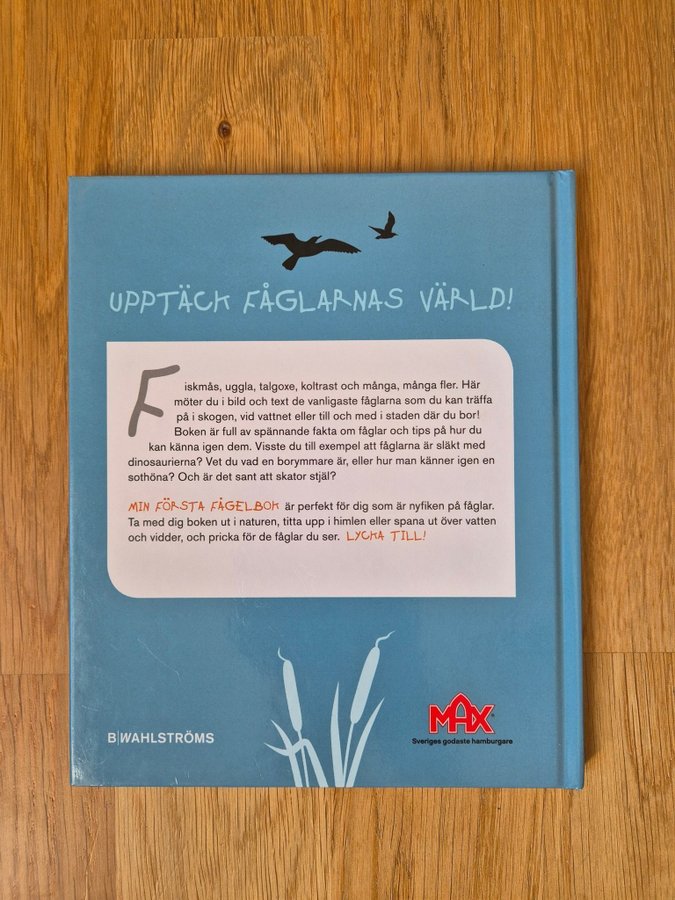 UPPTÄCK FÅGLARNAS VÄRLD!
Fiskmås, uggla, talgoxe, koltrast och många, många fler. Här
möter du i bild och text de vanligaste fåglarna som du kan träffa
på i skogen, vid vattnet eller till och med i staden där du bor!
Boken är full av spännande fakta om fåglar och tips på hur du
kan känna igen dem. Visste du till exempel att fåglarna är släkt med
dinosaurierna? Vet du vad en borymmare är, eller hur man känner igen en
sothöna? Och är det sant att skator stjäl?
MIN FÖRSTA FÅGELBOK är perfekt för dig som är nyfiken på fåglar.
Ta med dig boken ut i naturen, titta upp i himlen eller spana ut över vatten
och vidder, och pricka för de fåglar du ser. LYCKA TILL!
B|WAHLSTRÖMS
MAX®
Sveriges godaste hamburgare